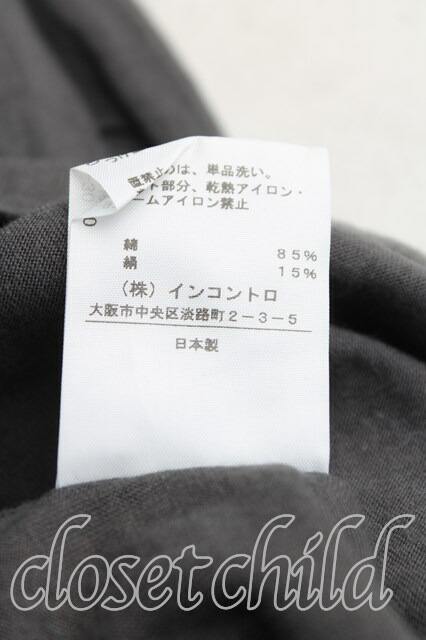 は、単品洗い。
ト部分、乾熱アイロン・
ームアイロン禁止
綿 85%
絹 15%
(株)インコントロ
大阪市中央区淡路町2-3-5
日本製
closet child